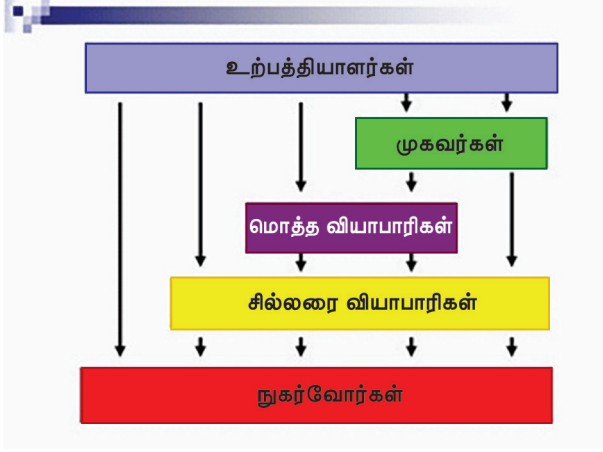 உற்பத்தியாளர்கள்
முகவர்கள்
மொத்த வியாபாரிகள்
சில்லரை வியாபாரிகள்
நுகர்வோர்கள்